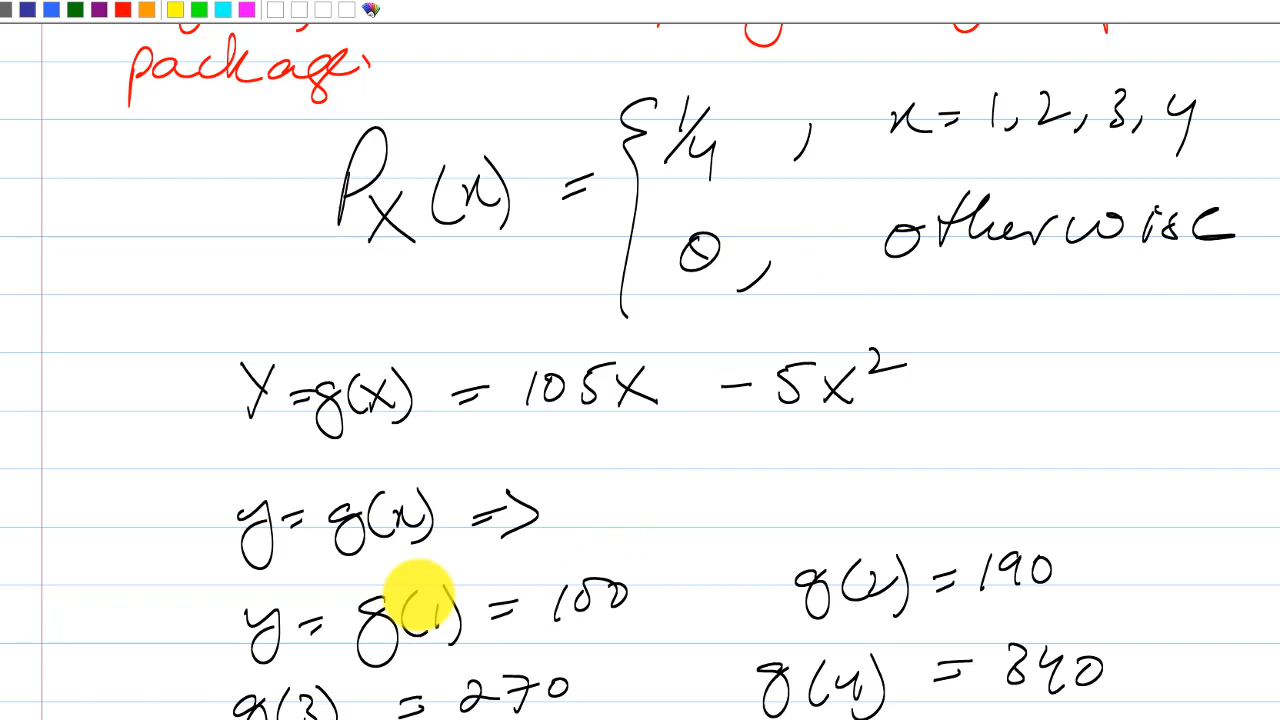 package.
P_X(x) = { 1/4 , x = 1, 2, 3, 4
0 , otherwise
Y = g(X) = 105X - 5X²
y = g(x) =>
y = g(1) = 100 g(2) = 190
g(3) = 270 g(4) = 340